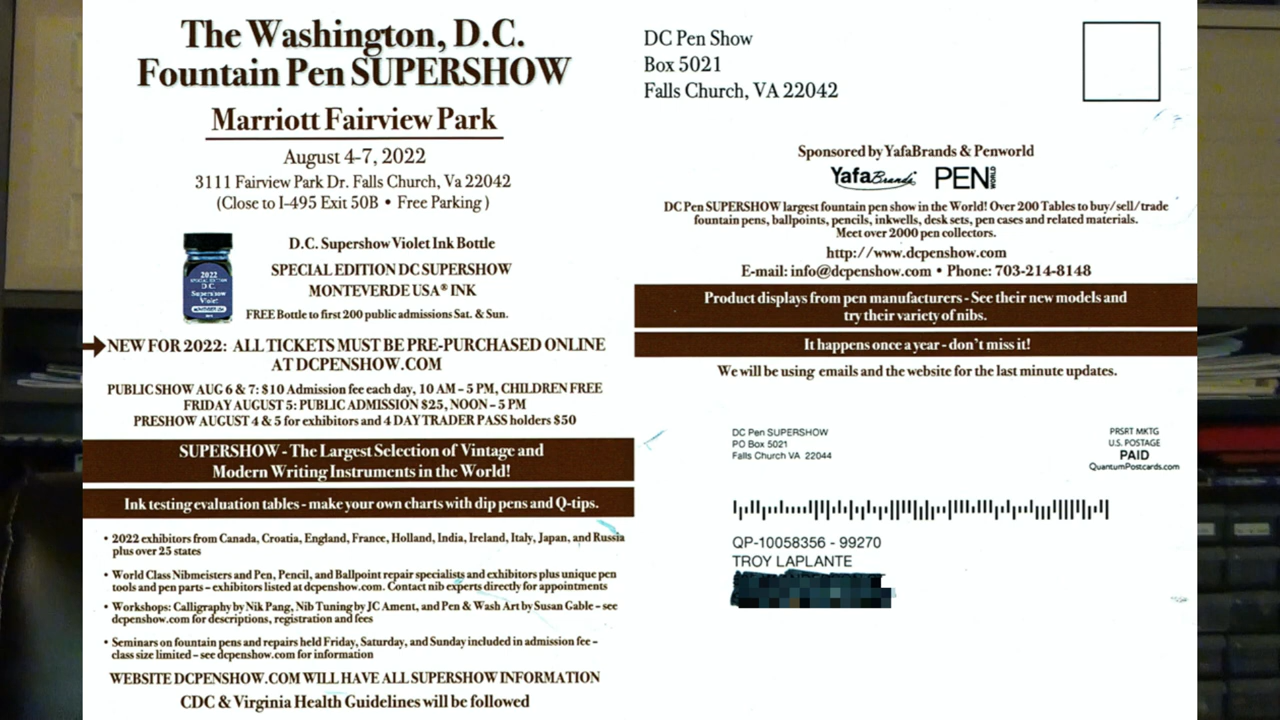 The Washington, D.C.
Fountain Pen SUPERSHOW
Marriott Fairview Park
August 4-7, 2022
3111 Fairview Park Dr. Falls Church, Va 22042
(Close to I-495 Exit 50B • Free Parking )
D.C. Supershow Violet Ink Bottle
SPECIAL EDITION DC SUPERSHOW
MONTEVERDE USA® INK
FREE Bottle to first 200 public admissions Sat. & Sun.
2022
SPECIAL EDITION
D.C.
Supershow
Violet
NEW FOR 2022: ALL TICKETS MUST BE PRE-PURCHASED ONLINE
AT DCPENSHOW.COM
PUBLIC SHOW AUG 6 & 7: $10 Admission fee each day, 10 AM – 5 PM, CHILDREN FREE
FRIDAY AUGUST 5: PUBLIC ADMISSION $25, NOON – 5 PM
PRESHOW AUGUST 4 & 5 for exhibitors and 4 DAY TRADER PASS holders $50
SUPERSHOW - The Largest Selection of Vintage and
Modern Writing Instruments in the World!
Ink testing evaluation tables - make your own charts with dip pens and Q-tips.
• 2022 exhibitors from Canada, Croatia, England, France, Holland, India, Ireland, Italy, Japan, and Russia
plus over 25 states
• World Class Nibmeisters and Pen, Pencil, and Ballpoint repair specialists and exhibitors plus unique pen
tools and pen parts – exhibitors listed at dcpenshow.com. Contact nib experts directly for appointments
• Workshops: Calligraphy by Nik Pang, Nib Tuning by JC Ament, and Pen & Wash Art by Susan Gable – see
dcpenshow.com for descriptions, registration and fees
• Seminars on fountain pens and repairs held Friday, Saturday, and Sunday included in admission fee –
class size limited – see dcpenshow.com for information
WEBSITE DCPENSHOW.COM WILL HAVE ALL SUPERSHOW INFORMATION
CDC & Virginia Health Guidelines will be followed
DC Pen Show
Box 5021
Falls Church, VA 22042
Sponsored by YafaBrands & Penworld
Yafa Brands PEN WORLD
DC Pen SUPERSHOW largest fountain pen show in the World! Over 200 Tables to buy/sell/trade
fountain pens, ballpoints, pencils, inkwells, desk sets, pen cases and related materials.
Meet over 2000 pen collectors.
http://www.dcpenshow.com
E-mail: info@dcpenshow.com • Phone: 703-214-8148
Product displays from pen manufacturers - See their new models and
try their variety of nibs.
It happens once a year - don't miss it!
We will be using emails and the website for the last minute updates.
DC Pen SUPERSHOW
PO Box 5021
Falls Church VA 22044
PRSRT MKTG
U.S. POSTAGE
PAID
QuantumPostcards.com
QP-10058356 - 99270
TROY LAPLANTE